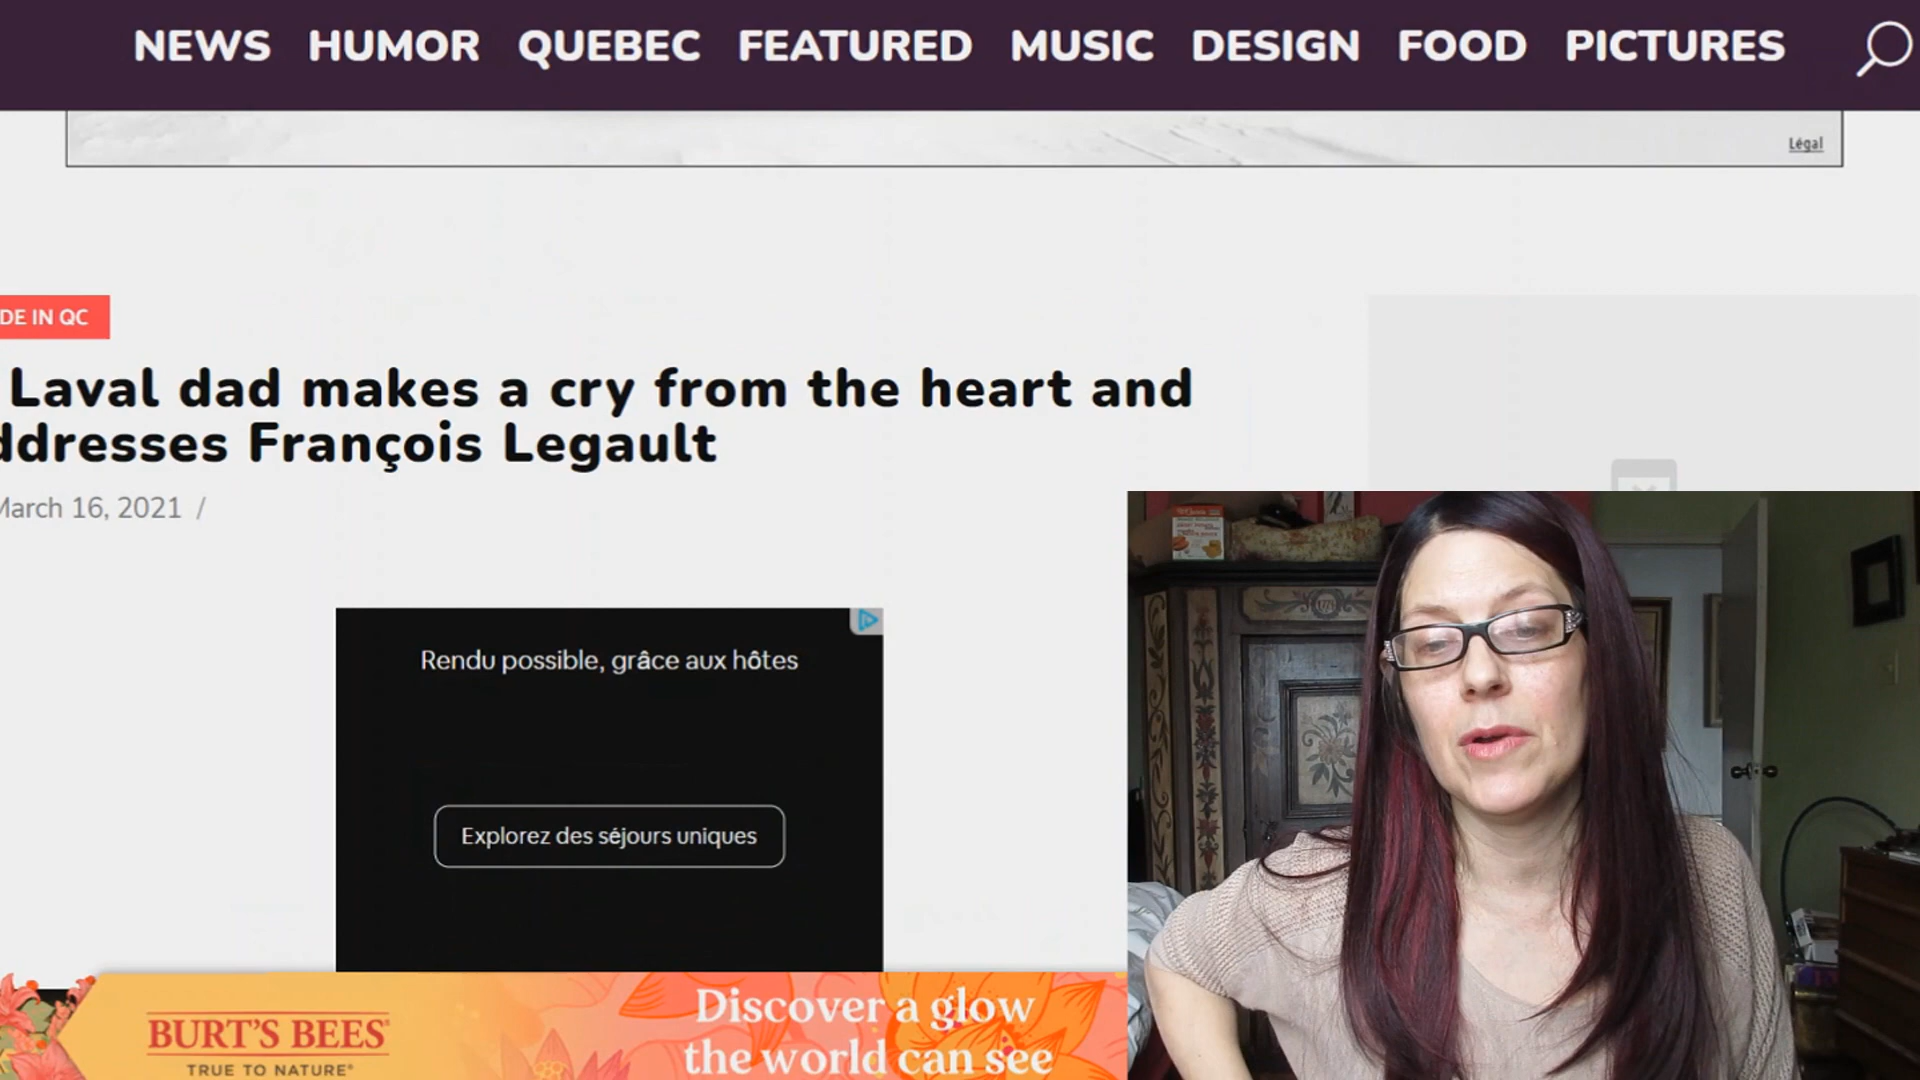 NEWS HUMOR QUEBEC FEATURED MUSIC DESIGN FOOD PICTURES
Légal
DE IN QC
Laval dad makes a cry from the heart and
ddresses François Legault
March 16, 2021 /
Rendu possible, grâce aux hôtes
Explorez des séjours uniques
BURT'S BEES®
TRUE TO NATURE®
Discover a glow
the world can see